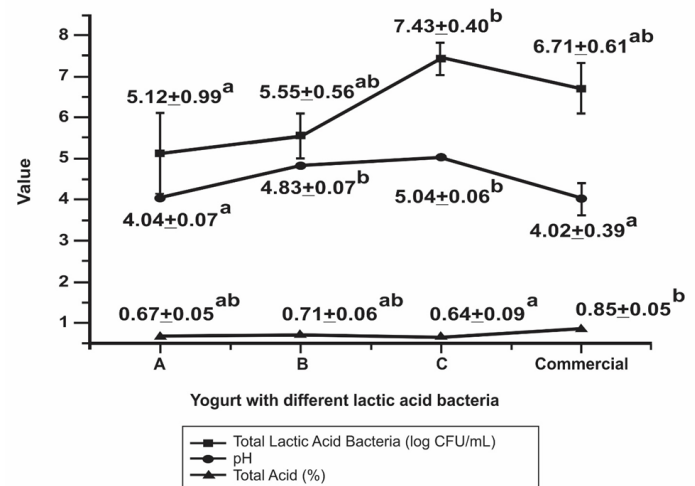 8
7
6
5
4
3
2
1
Value
5.12±0.99a
5.55±0.56ab
7.43±0.40b
6.71±0.61ab
4.04±0.07a
4.83±0.07b
5.04±0.06b
4.02±0.39a
0.67±0.05ab
0.71±0.06ab
0.64±0.09a
0.85±0.05b
A B C Commercial
Yogurt with different lactic acid bacteria
Total Lactic Acid Bacteria (log CFU/mL)
pH
Total Acid (%)